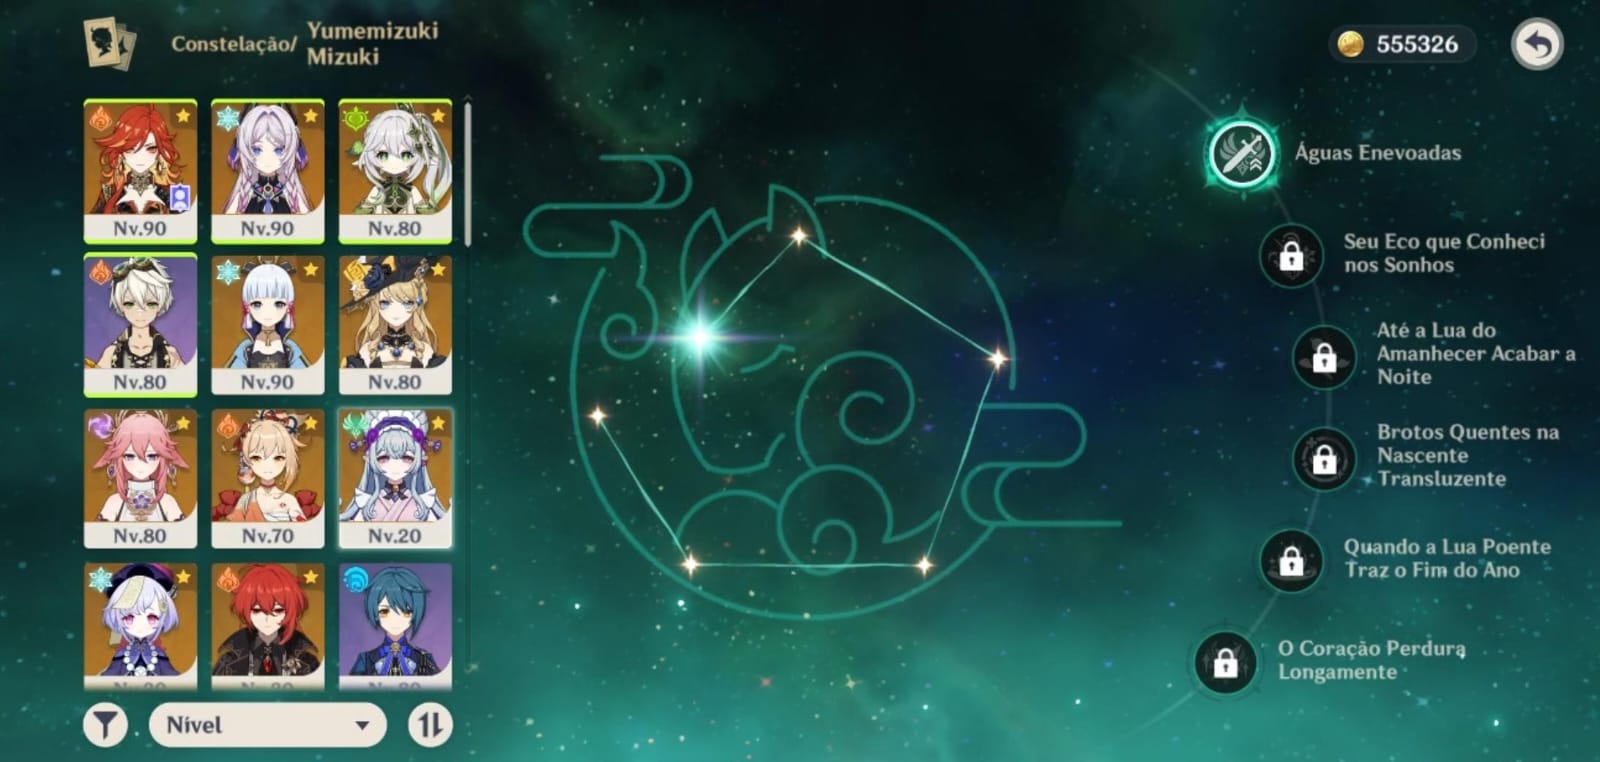 Constelação/
Yumemizuki
Mizuki
555326
Nv.90
Nv.90
Nv.80
Nv.80
Nv.90
Nv.80
Nv.80
Nv.70
Nv.20
Nível
Águas Enevoadas
Seu Eco que Conheci
nos Sonhos
Até a Lua do
Amanhecer Acabar a
Noite
Brotos Quentes na
Nascente
Transluzente
Quando a Lua Poente
Traz o Fim do Ano
O Coração Perdura
Longamente